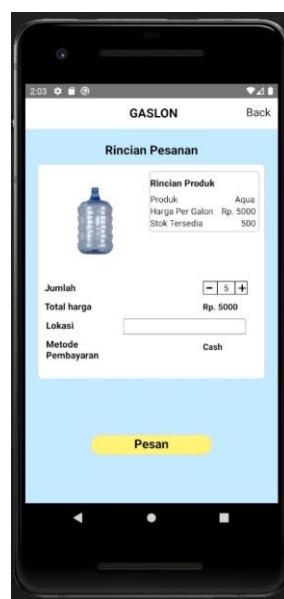 2:03
GASLON Back
Rincian Pesanan
Rincian Produk
Produk Aqua
Harga Per Galon Rp. 5000
Stok Tersedia 500
Jumlah - 5 +
Total harga Rp. 5000
Lokasi
Metode
Pembayaran Cash
Pesan